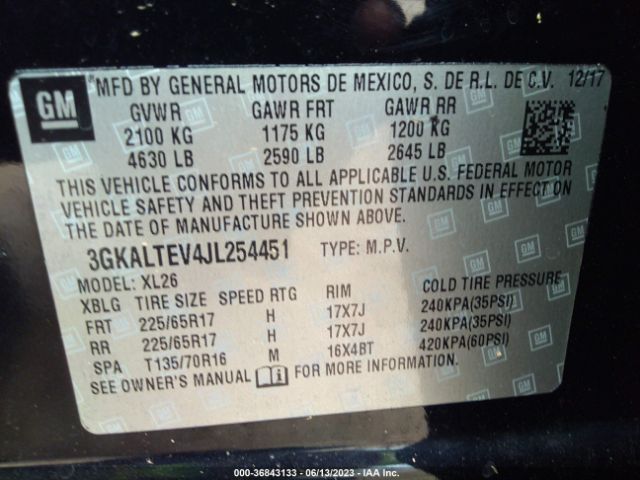 GM MFD BY GENERAL MOTORS DE MEXICO, S. DE R.L. DE C.V. 12/17
GVWR GAWR FRT GAWR RR
2100 KG 1175 KG 1200 KG
4630 LB 2590 LB 2645 LB
THIS VEHICLE CONFORMS TO ALL APPLICABLE U.S. FEDERAL MOTOR
VEHICLE SAFETY AND THEFT PREVENTION STANDARDS IN EFFECT ON
THE DATE OF MANUFACTURE SHOWN ABOVE.
3GKALTEV4JL254451 TYPE: M.P.V.
MODEL: XL26
XBLG TIRE SIZE SPEED RTG RIM COLD TIRE PRESSURE
FRT 225/65R17 H 17X7J 240KPA(35PSI)
RR 225/65R17 H 17X7J 240KPA(35PSI)
SPA T135/70R16 M 16X4BT 420KPA(60PSI)
SEE OWNER'S MANUAL FOR MORE INFORMATION.
000-36843133 - 06/13/2023 - IAA Inc.